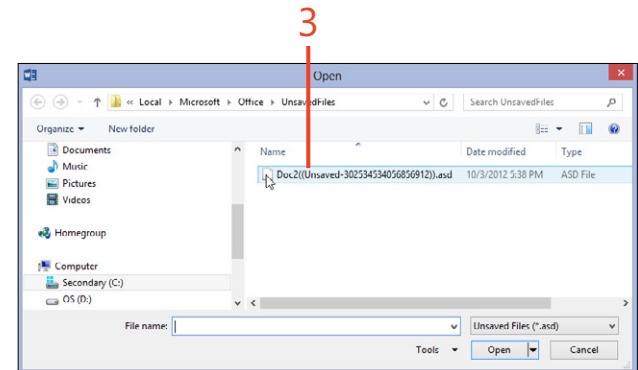 3
Open
« Local ▸ Microsoft ▸ Office ▸ UnsavedFiles
Search UnsavedFiles
Organize
New folder
Documents
Music
Pictures
Videos
Homegroup
Computer
Secondary (C:)
OS (D:)
Name
Date modified
Type
Doc2((Unsaved-302534534056856912)).asd
10/3/2012 5:38 PM
ASD File
File name:
Unsaved Files (*.asd)
Tools
Open
Cancel